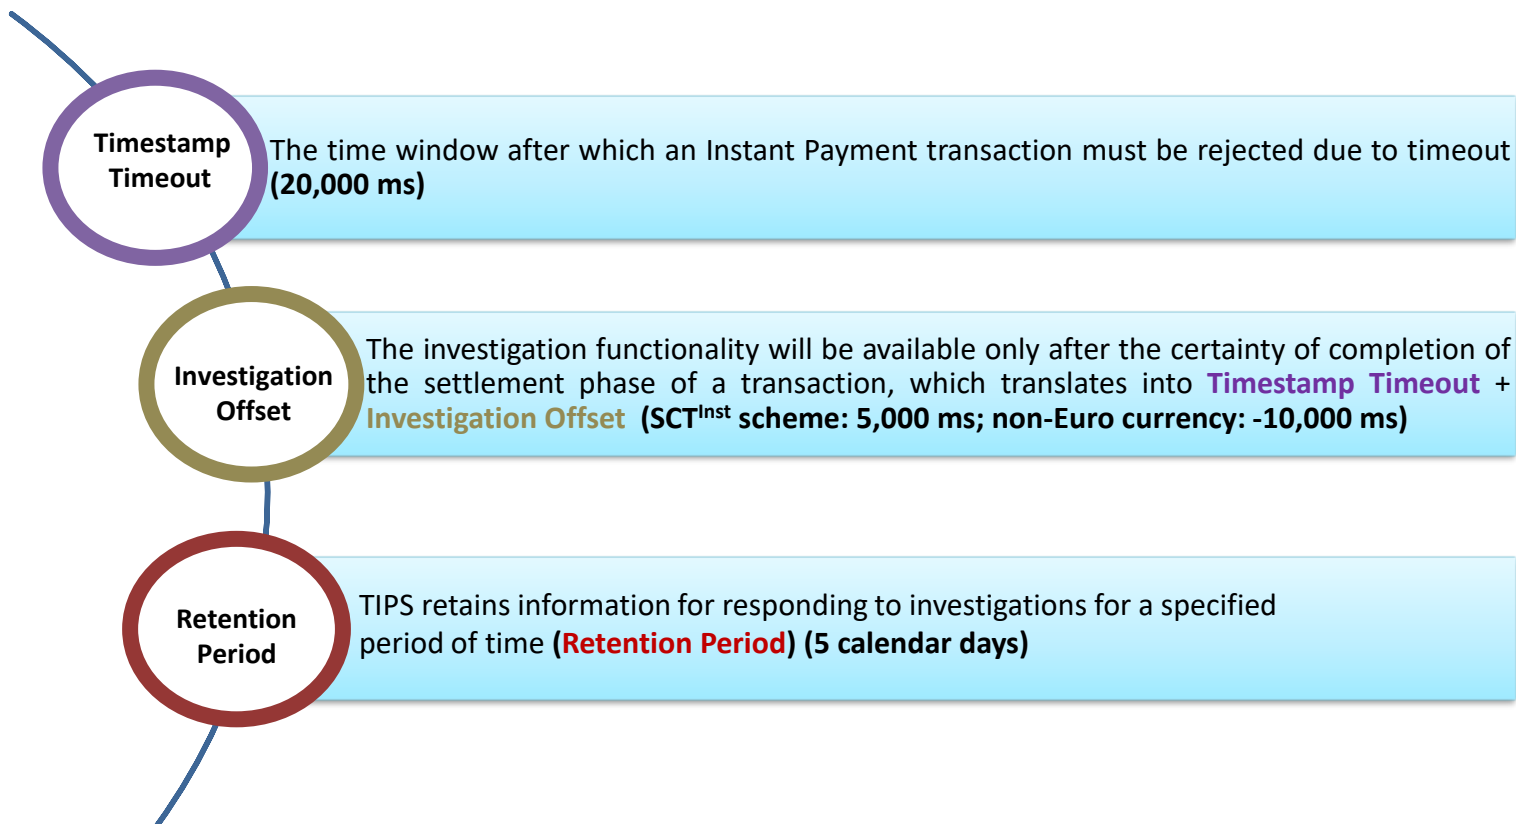 Timestamp
Timeout
The time window after which an Instant Payment transaction must be rejected due to timeout
(20,000 ms)
Investigation
Offset
The investigation functionality will be available only after the certainty of completion of
the settlement phase of a transaction, which translates into Timestamp Timeout +
Investigation Offset (SCTInst scheme: 5,000 ms; non-Euro currency: -10,000 ms)
Retention
Period
TIPS retains information for responding to investigations for a specified
period of time (Retention Period) (5 calendar days)